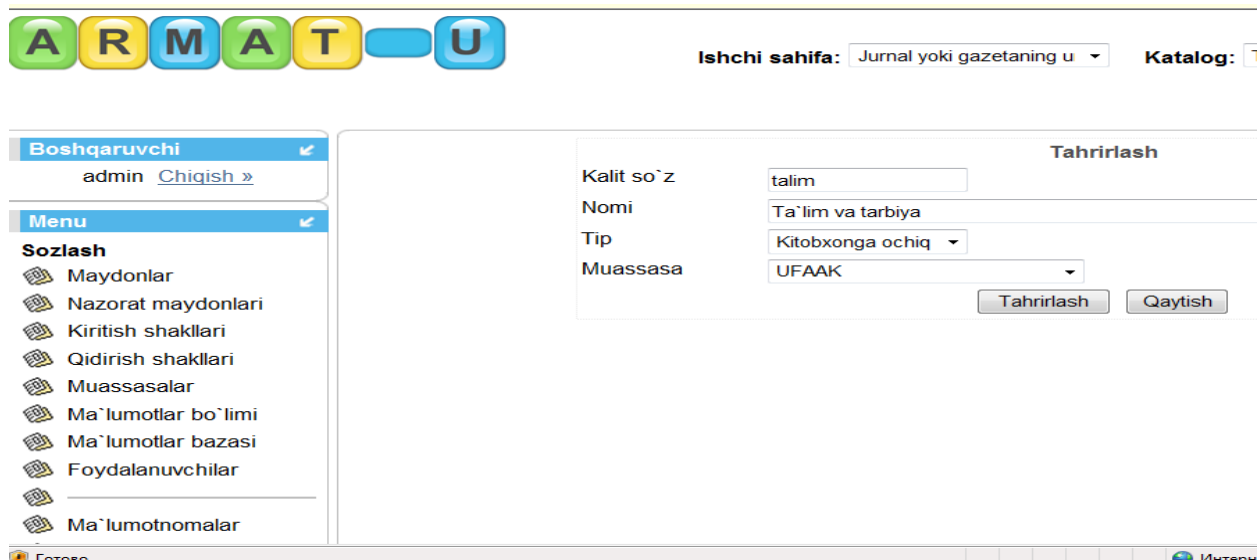 ARMAT U
Ishchi sahifa: Jurnal yoki gazetaning u Katalog: T
Boshqaruvchi
admin Chiqish »
Menu
Sozlash
Maydonlar
Nazorat maydonlari
Kiritish shakllari
Qidirish shakllari
Muassasalar
Ma`lumotlar bo`limi
Ma`lumotlar bazasi
Foydalanuvchilar
Ma`lumotnomalar
Tahrirlash
Kalit so`z talim
Nomi Ta`lim va tarbiya
Tip Kitobxonga ochiq
Muassasa UFAAK
Tahrirlash Qaytish
Готово